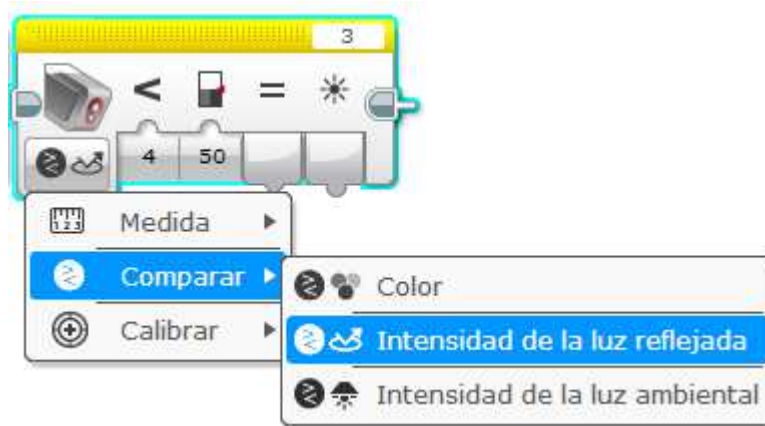 3
< =
4 50
Medida
Comparar
Color
Calibrar
Intensidad de la luz reflejada
Intensidad de la luz ambiental